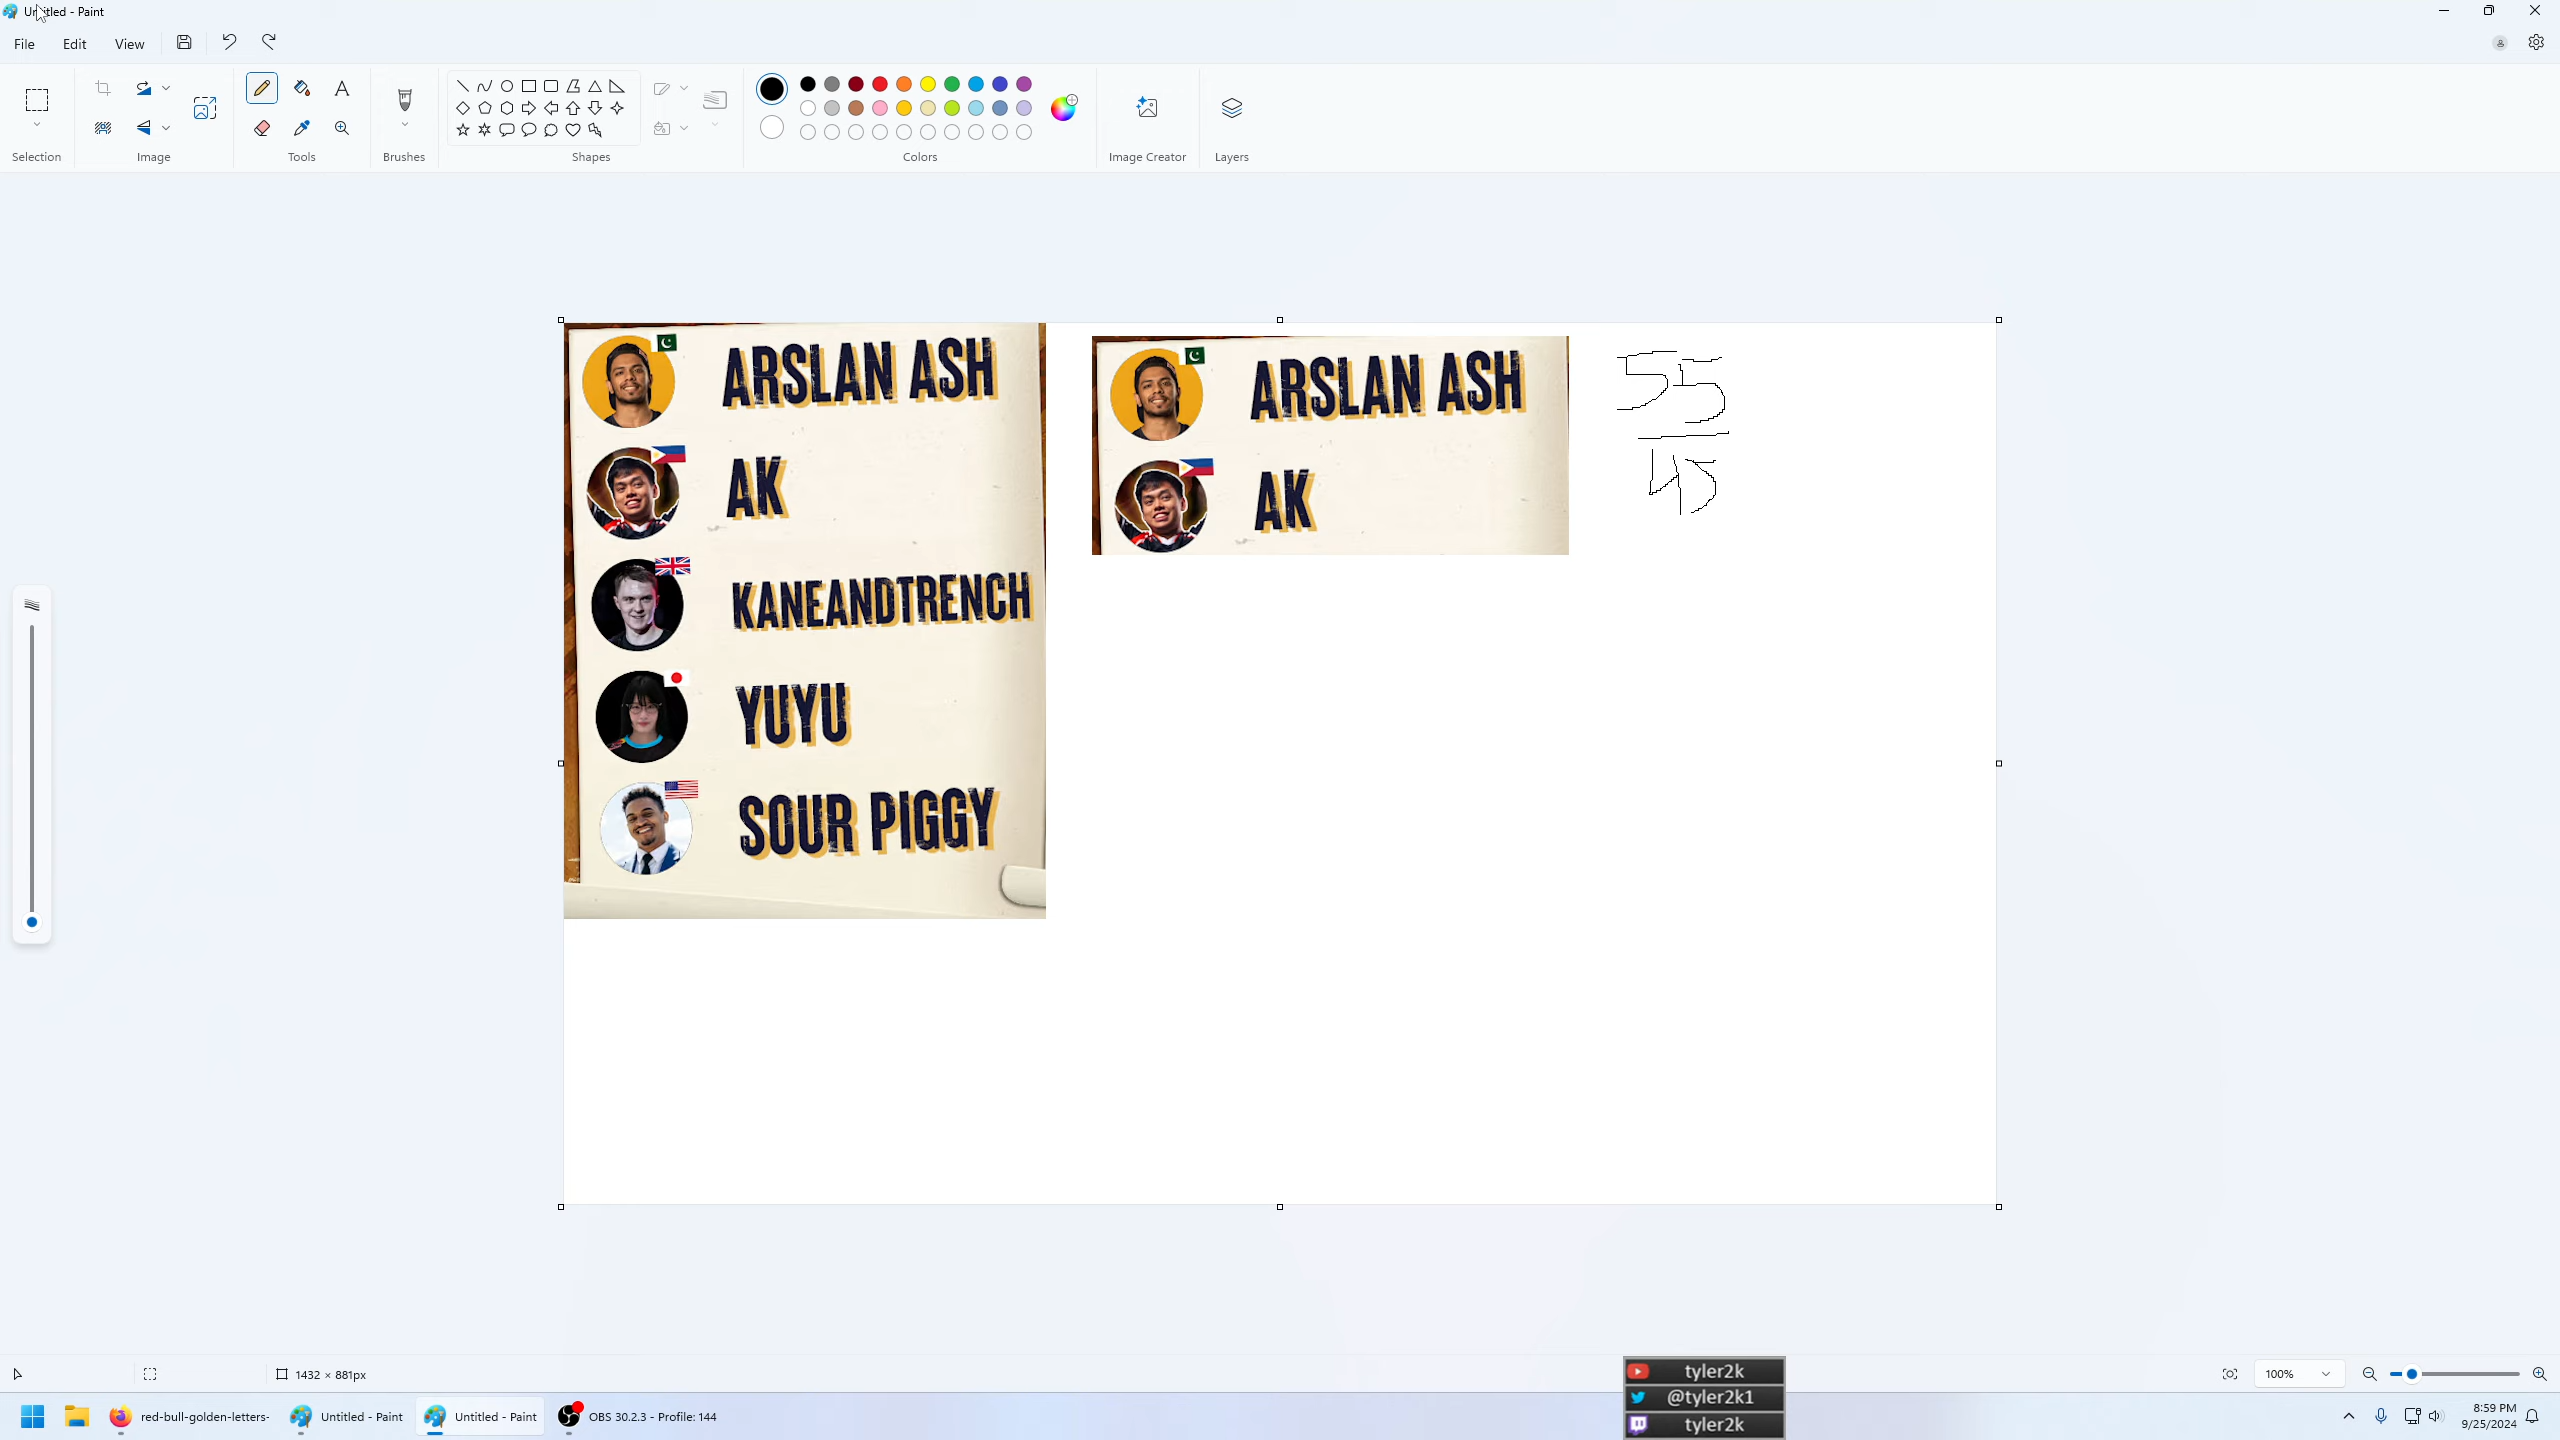 Untitled - Paint
File Edit View
Selection Image Tools Brushes Shapes Colors Image Creator Layers
ARSLAN ASH
AK
KANEANDTRENCH
YUYU
SOUR PIGGY
ARSLAN ASH
AK
55
45
1432 × 881px
100%
red-bull-golden-letters-
Untitled - Paint
Untitled - Paint
OBS 30.2.3 - Profile: 144
tyler2k
@tyler2k1
tyler2k
8:59 PM
9/25/2024